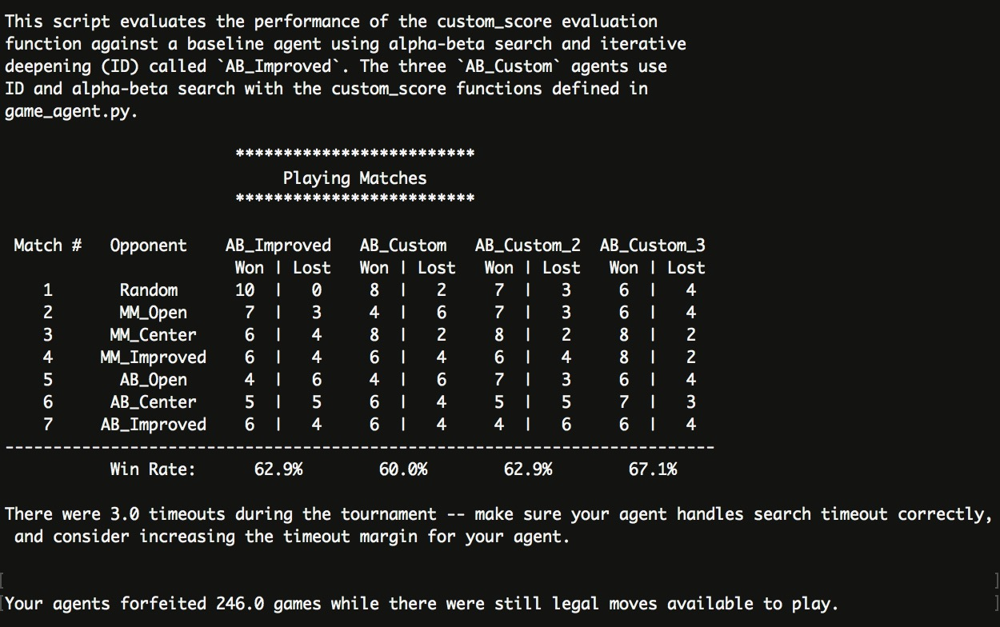 This script evaluates the performance of the custom_score evaluation
function against a baseline agent using alpha-beta search and iterative
deepening (ID) called `AB_Improved`. The three `AB_Custom` agents use
ID and alpha-beta search with the custom_score functions defined in
game_agent.py.
*************************
Playing Matches
*************************
Match # Opponent AB_Improved AB_Custom AB_Custom_2 AB_Custom_3
Won | Lost Won | Lost Won | Lost Won | Lost
1 Random 10 | 0 8 | 2 7 | 3 6 | 4
2 MM_Open 7 | 3 4 | 6 7 | 3 6 | 4
3 MM_Center 6 | 4 8 | 2 8 | 2 8 | 2
4 MM_Improved 6 | 4 6 | 4 6 | 4 8 | 2
5 AB_Open 4 | 6 4 | 6 7 | 3 6 | 4
6 AB_Center 5 | 5 6 | 4 5 | 5 7 | 3
7 AB_Improved 6 | 4 6 | 4 4 | 6 6 | 4
--------------------------------------------------------------------------
Win Rate: 62.9% 60.0% 62.9% 67.1%
There were 3.0 timeouts during the tournament -- make sure your agent handles search timeout correctly,
and consider increasing the timeout margin for your agent.
[ ]
[Your agents forfeited 246.0 games while there were still legal moves available to play. ]